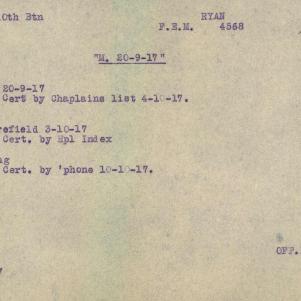 0th Btn RYAN
F.E.M. 4568
"M. 20-9-17"
20-9-17
Cert by Chaplains list 4-10-17.
efield 3-10-17
Cert. by Hpl Index
g
Cert. by 'phone 10-10-17.
OFF.